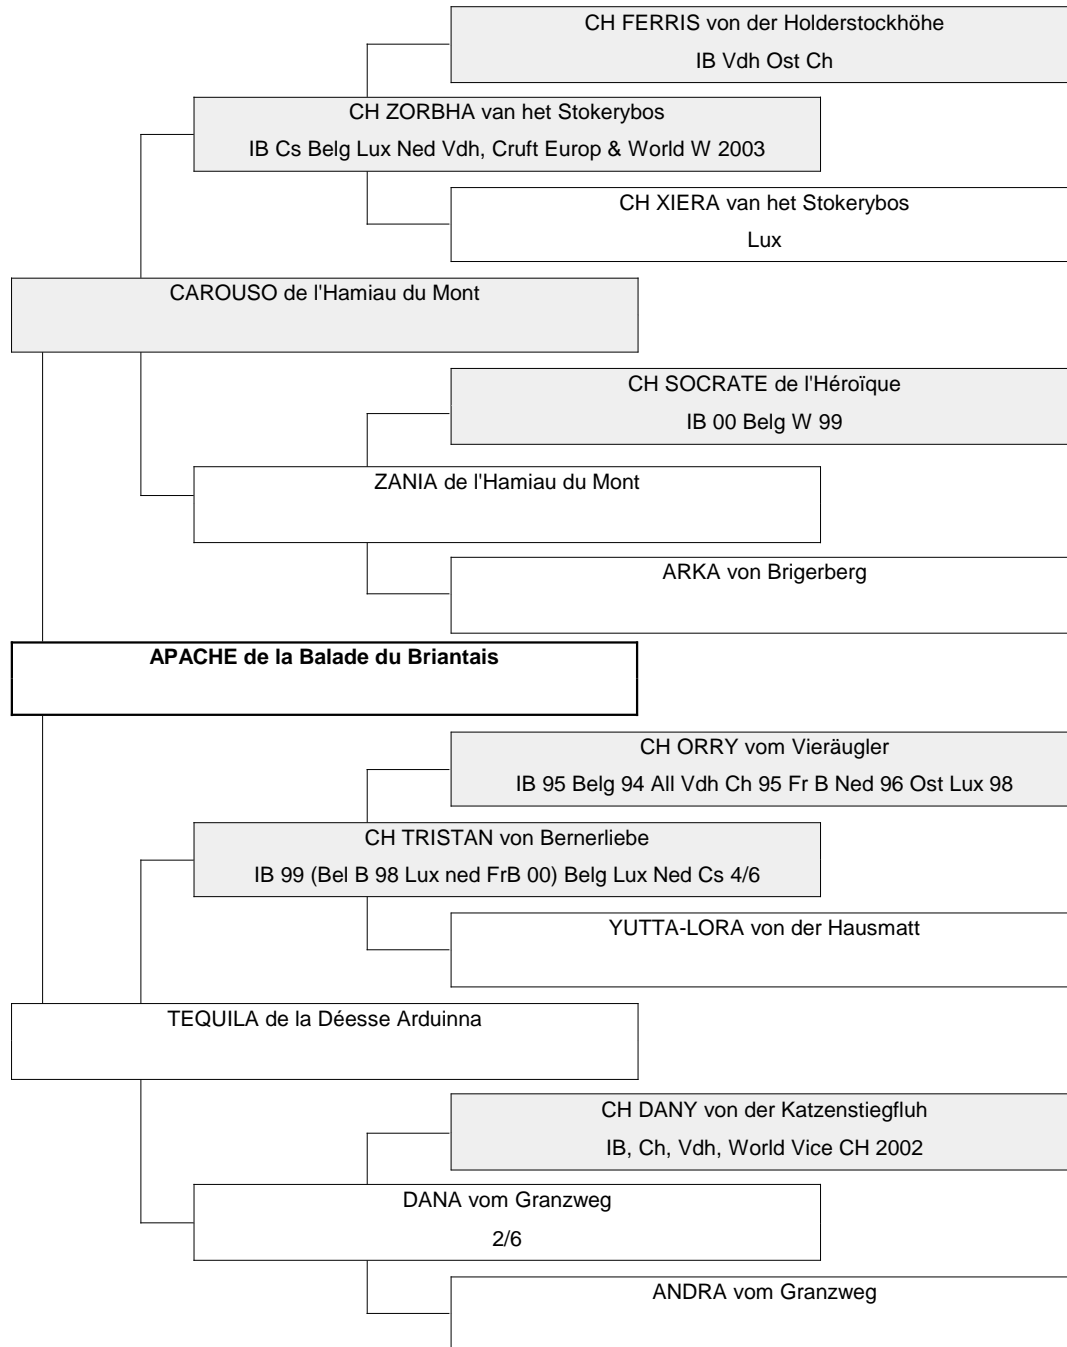 CH FERRIS von der Holderstockhöhe
IB Vdh Ost Ch
CH ZORBHA van het Stokerybos
IB Cs Belg Lux Ned Vdh, Cruft Europ & World W 2003
CH XIERA van het Stokerybos
Lux
CAROUSO de l'Hamiau du Mont
CH SOCRATE de l'Héroïque
IB 00 Belg W 99
ZANIA de l'Hamiau du Mont
ARKA von Brigerberg
APACHE de la Balade du Briantais
CH ORRY vom Vieräugler
IB 95 Belg 94 All Vdh Ch 95 Fr B Ned 96 Ost Lux 98
CH TRISTAN von Bernerliebe
IB 99 (Bel B 98 Lux ned FrB 00) Belg Lux Ned Cs 4/6
YUTTA-LORA von der Hausmatt
TEQUILA de la Déesse Arduinna
CH DANY von der Katzenstiegfluh
IB, Ch, Vdh, World Vice CH 2002
DANA vom Granzweg
2/6
ANDRA vom Granzweg